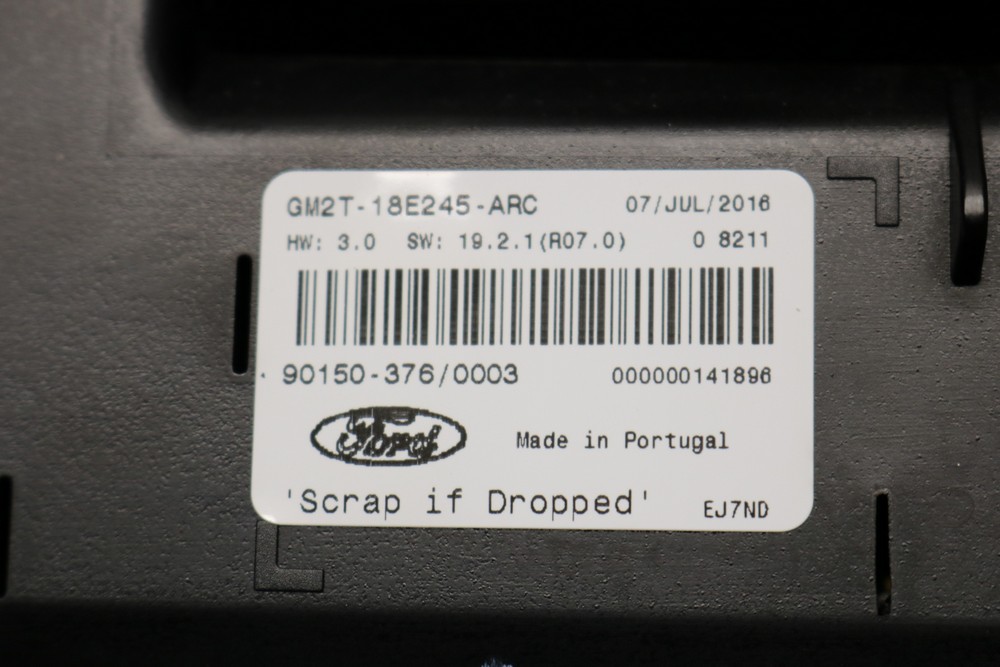 GM2T-18E245-ARC 07/JUL/2016
HW: 3.0 SW: 19.2.1(R07.0) 0 8211
90150-376/0003 000000141896
Ford Made in Portugal
'Scrap if Dropped' EJ7ND